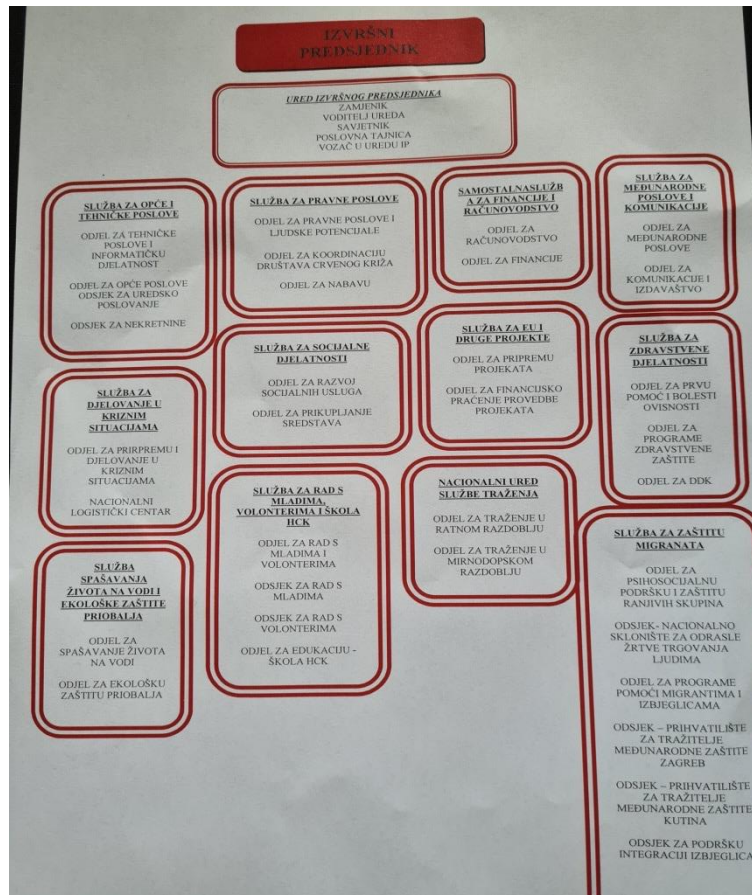 IZVRŠNI
PREDSJEDNIK
URED IZVRŠNOG PREDSJEDNIKA
ZAMJENIK
VODITELJ UREDA
SAVJETNIK
POSLOVNA TAJNICA
VOZAČ U UREDU IP
SLUŽBA ZA OPĆE I
TEHNIČKE POSLOVE
ODJEL ZA TEHNIČKE
POSLOVE I
INFORMATIČKU
DJELATNOST
ODJEL ZA OPĆE POSLOVE
ODSJEK ZA UREDSKO
POSLOVANJE
ODSJEK ZA NEKRETNINE
SLUŽBA ZA PRAVNE POSLOVE
ODJEL ZA PRAVNE POSLOVE I
LJUDSKE POTENCIJALE
ODJEL ZA KOORDINACIJU
DRUŠTAVA CRVENOG KRIŽA
ODJEL ZA NABAVU
SAMOSTALNASLUŽB
A ZA FINANCIJE I
RAČUNOVODSTVO
ODJEL ZA
RAČUNOVODSTVO
ODJEL ZA FINANCIJE
SLUŽBA ZA
MEĐUNARODNE
POSLOVE I
KOMUNIKACIJE
ODJEL ZA
MEĐUNARODNE
POSLOVE
ODJEL ZA
KOMUNIKACIJE I
IZDAVAŠTVO
SLUŽBA ZA
DJELOVANJE U
KRIZNIM
SITUACIJAMA
ODJEL ZA PRIRPREMU I
DJELOVANJE U
KRIZNIM
SITUACIJAMA
NACIONALNI
LOGISTIČKI CENTAR
SLUŽBA ZA SOCIJALNE
DJELATNOSTI
ODJEL ZA RAZVOJ
SOCIJALNIH USLUGA
ODJEL ZA PRIKUPLJANJE
SREDSTAVA
SLUŽBA ZA EU I
DRUGE PROJEKTE
ODJEL ZA PRIPREMU
PROJEKATA
ODJEL ZA FINANCIJSKO
PRAĆENJE PROVEDBE
PROJEKATA
SLUŽBA ZA
ZDRAVSTVENE
DJELATNOSTI
ODJEL ZA PRVU
POMOĆ I BOLESTI
OVISNOSTI
ODJEL ZA
PROGRAME
ZDRAVSTVENE
ZAŠTITE
ODJEL ZA DDK
SLUŽBA
SPAŠAVANJA
ŽIVOTA NA VODI I
EKOLOŠKE ZAŠTITE
PRIOBALJA
ODJEL ZA
SPAŠAVANJE ŽIVOTA
NA VODI
ODJEL ZA EKOLOŠKU
ZAŠTITU PRIOBALJA
SLUŽBA ZA RAD S
MLADIMA,
VOLONTERIMA I ŠKOLA
HCK
ODJEL ZA RAD S
MLADIMA I
VOLONTERIMA
ODSJEK ZA RAD S
MLADIMA
ODSJEK ZA RAD S
VOLONTERIMA
ODJEL ZA EDUKACIJU -
ŠKOLA HCK
NACIONALNI URED
SLUŽBE TRAŽENJA
ODJEL ZA TRAŽENJE U
RATNOM RAZDOBLJU
ODJEL ZA TRAŽENJE U
MIRNODOPSKOM
RAZDOBLJU
SLUŽBA ZA ZAŠTITU
MIGRANATA
ODJEL ZA
PSIHOSOCIJALNU
PODRŠKU I ZAŠTITU
RANJIVIH SKUPINA
ODSJEK- NACIONALNO
SKLONIŠTE ZA ODRASLE
ŽRTVE TRGOVANJA
LJUDIMA
ODJEL ZA PROGRAME
POMOĆI MIGRANTIMA I
IZBJEGLICAMA
ODSJEK – PRIHVATILIŠTE
ZA TRAŽITELJE
MEĐUNARODNE ZAŠTITE
ZAGREB
ODSJEK – PRIHVATILIŠTE
ZA TRAŽITELJE
MEĐUNARODNE ZAŠTITE
KUTINA
ODSJEK ZA PODRŠKU
INTEGRACIJI IZBJEGLICA